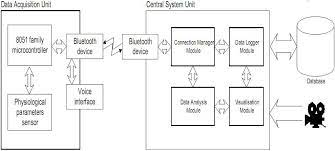 Data Acquisition Unit
Central System Unit
8051 family
microcontroller
Bluetooth
device
Bluetooth
device
Connection Manager
Module
Data Logger
Module
Database
Physiological
parameters
sensor
Voice
interface
Data Analysis
Module
Visualisation
Module